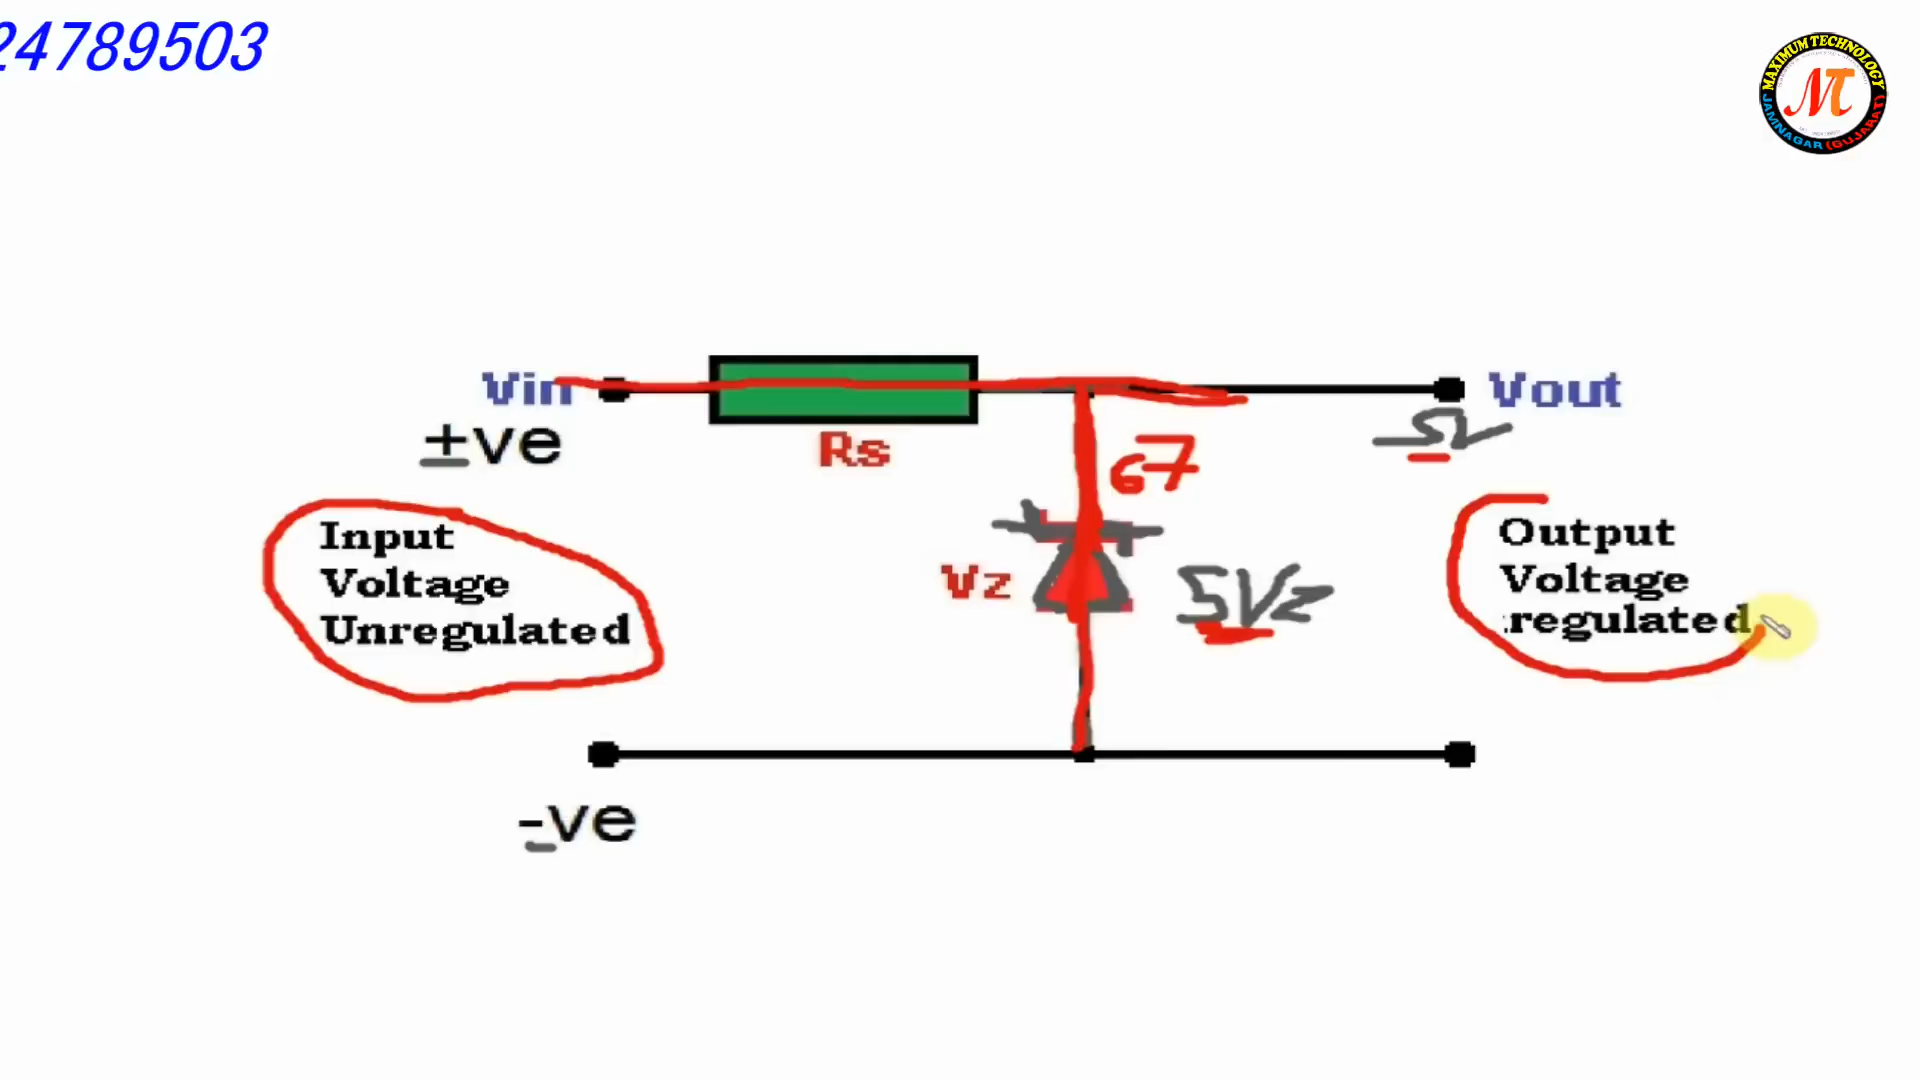 24789503
MAXIMUM TECHNOLOGY
MT
JAMNAGAR (GUJARAT)
Vin
Vout
±ve
5V
Rs
67
Input
Voltage
Unregulated
Vz
5Vz
Output
Voltage
regulated
-ve